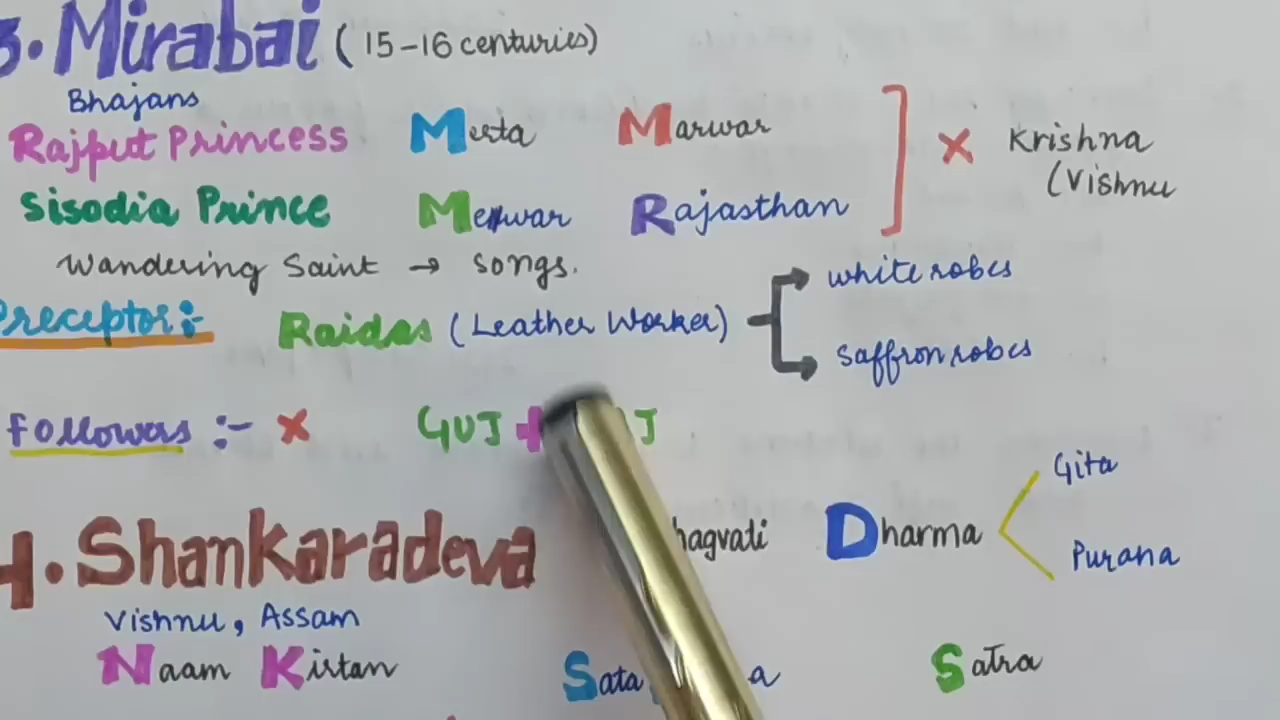 3. Mirabai (15-16 centuries)
Bhajans
Rajput Princess Merta Marwar
× Krishna
(Vishnu
Sisodia Prince Mewar Rajasthan
Wandering Saint → songs.
white robes
Preceptor:- Raidas (Leather Worker)
saffron robes
Followers :- × GUJ +
Gita
4. Shankaradeva Dharma
Purana
Vishnu, Assam
Naam Kirtan Satra